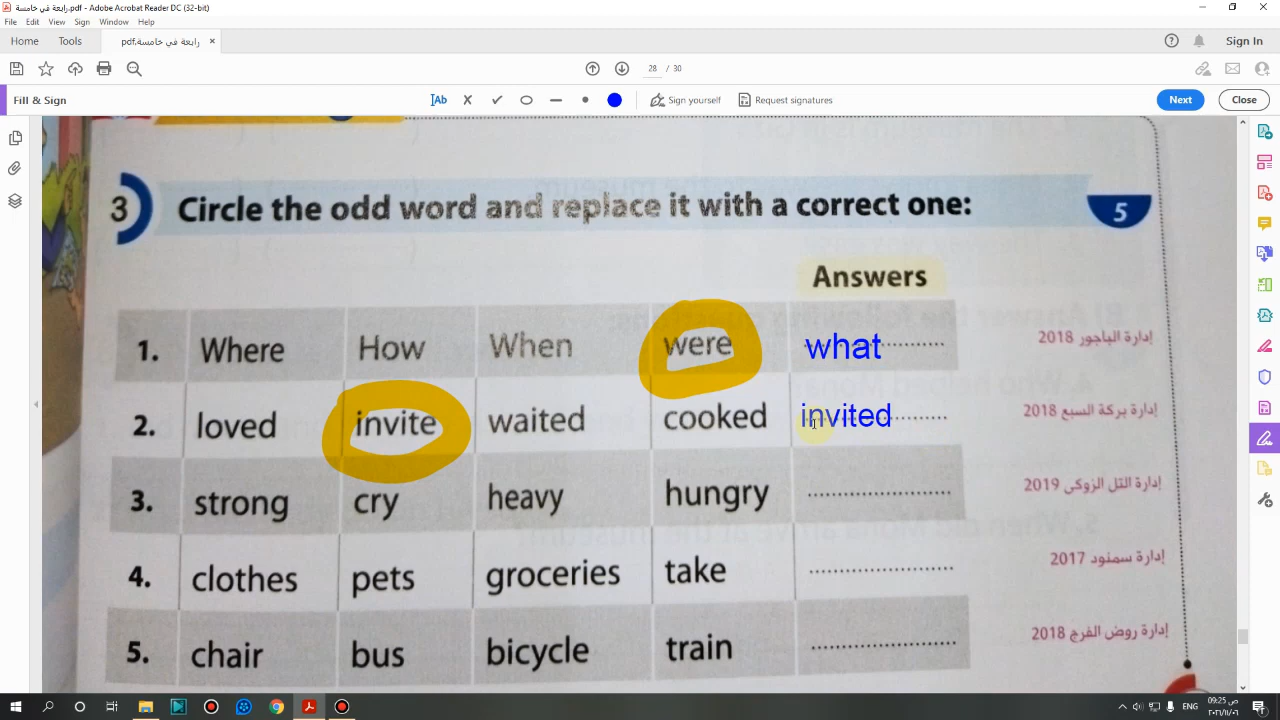 رابعة في خامسة.pdf - Adobe Acrobat Reader DC (32-bit)
File Edit View Sign Window Help
Home Tools رابعة في خامسة.pdf × Sign In
28 / 30
Fill & Sign Ab Sign yourself Request signatures Next Close
3 Circle the odd word and replace it with a correct one: 5
Answers
1. Where How When were what إدارة الباجور 2018
2. loved invite waited cooked invited إدارة بركة السبع 2018
3. strong cry heavy hungry إدارة التل الزوكى 2019
4. clothes pets groceries take إدارة سمنود 2017
5. chair bus bicycle train إدارة روض الفرج 2018
ENG 09:25 ص